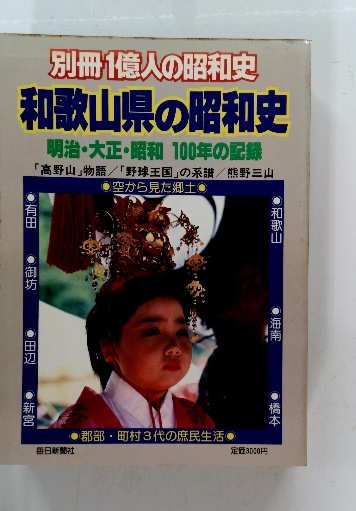 別冊1億人の昭和史
和歌山県の昭和史
明治・大正・昭和 100年の記録
「高野山」物語/「野球王国」の系譜/熊野三山
●空から見た郷土●
●有田
●御坊
●田辺
●新宮
●和歌山
●海南
●橋本
●郡部・町村3代の庶民生活●
毎日新聞社
定価3000円